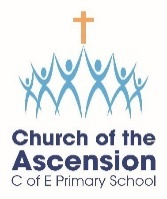 Church of the
Ascension
C of E Primary School